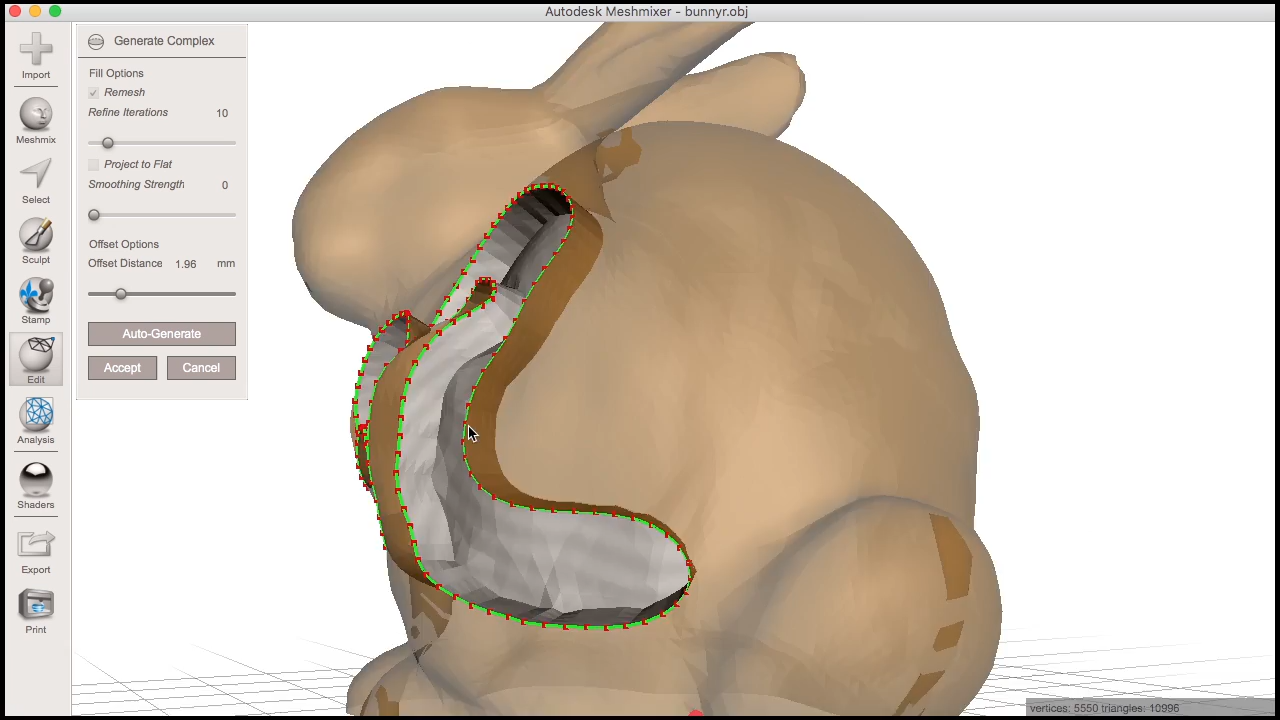 Autodesk Meshmixer - bunnyr.obj
Import
Meshmix
Select
Sculpt
Stamp
Edit
Analysis
Shaders
Export
Print
Generate Complex
Fill Options
Remesh
Refine Iterations 10
Project to Flat
Smoothing Strength 0
Offset Options
Offset Distance 1.96 mm
Auto-Generate
Accept Cancel
vertices: 5550 triangles: 10996